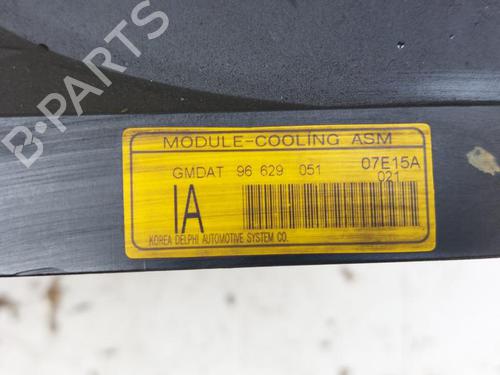 MODULE-COOLING ASM
GMDAT 96 629 051 07E15A
021
IA
KOREA DELPHI AUTOMOTIVE SYSTEM CO.
B-PARTS